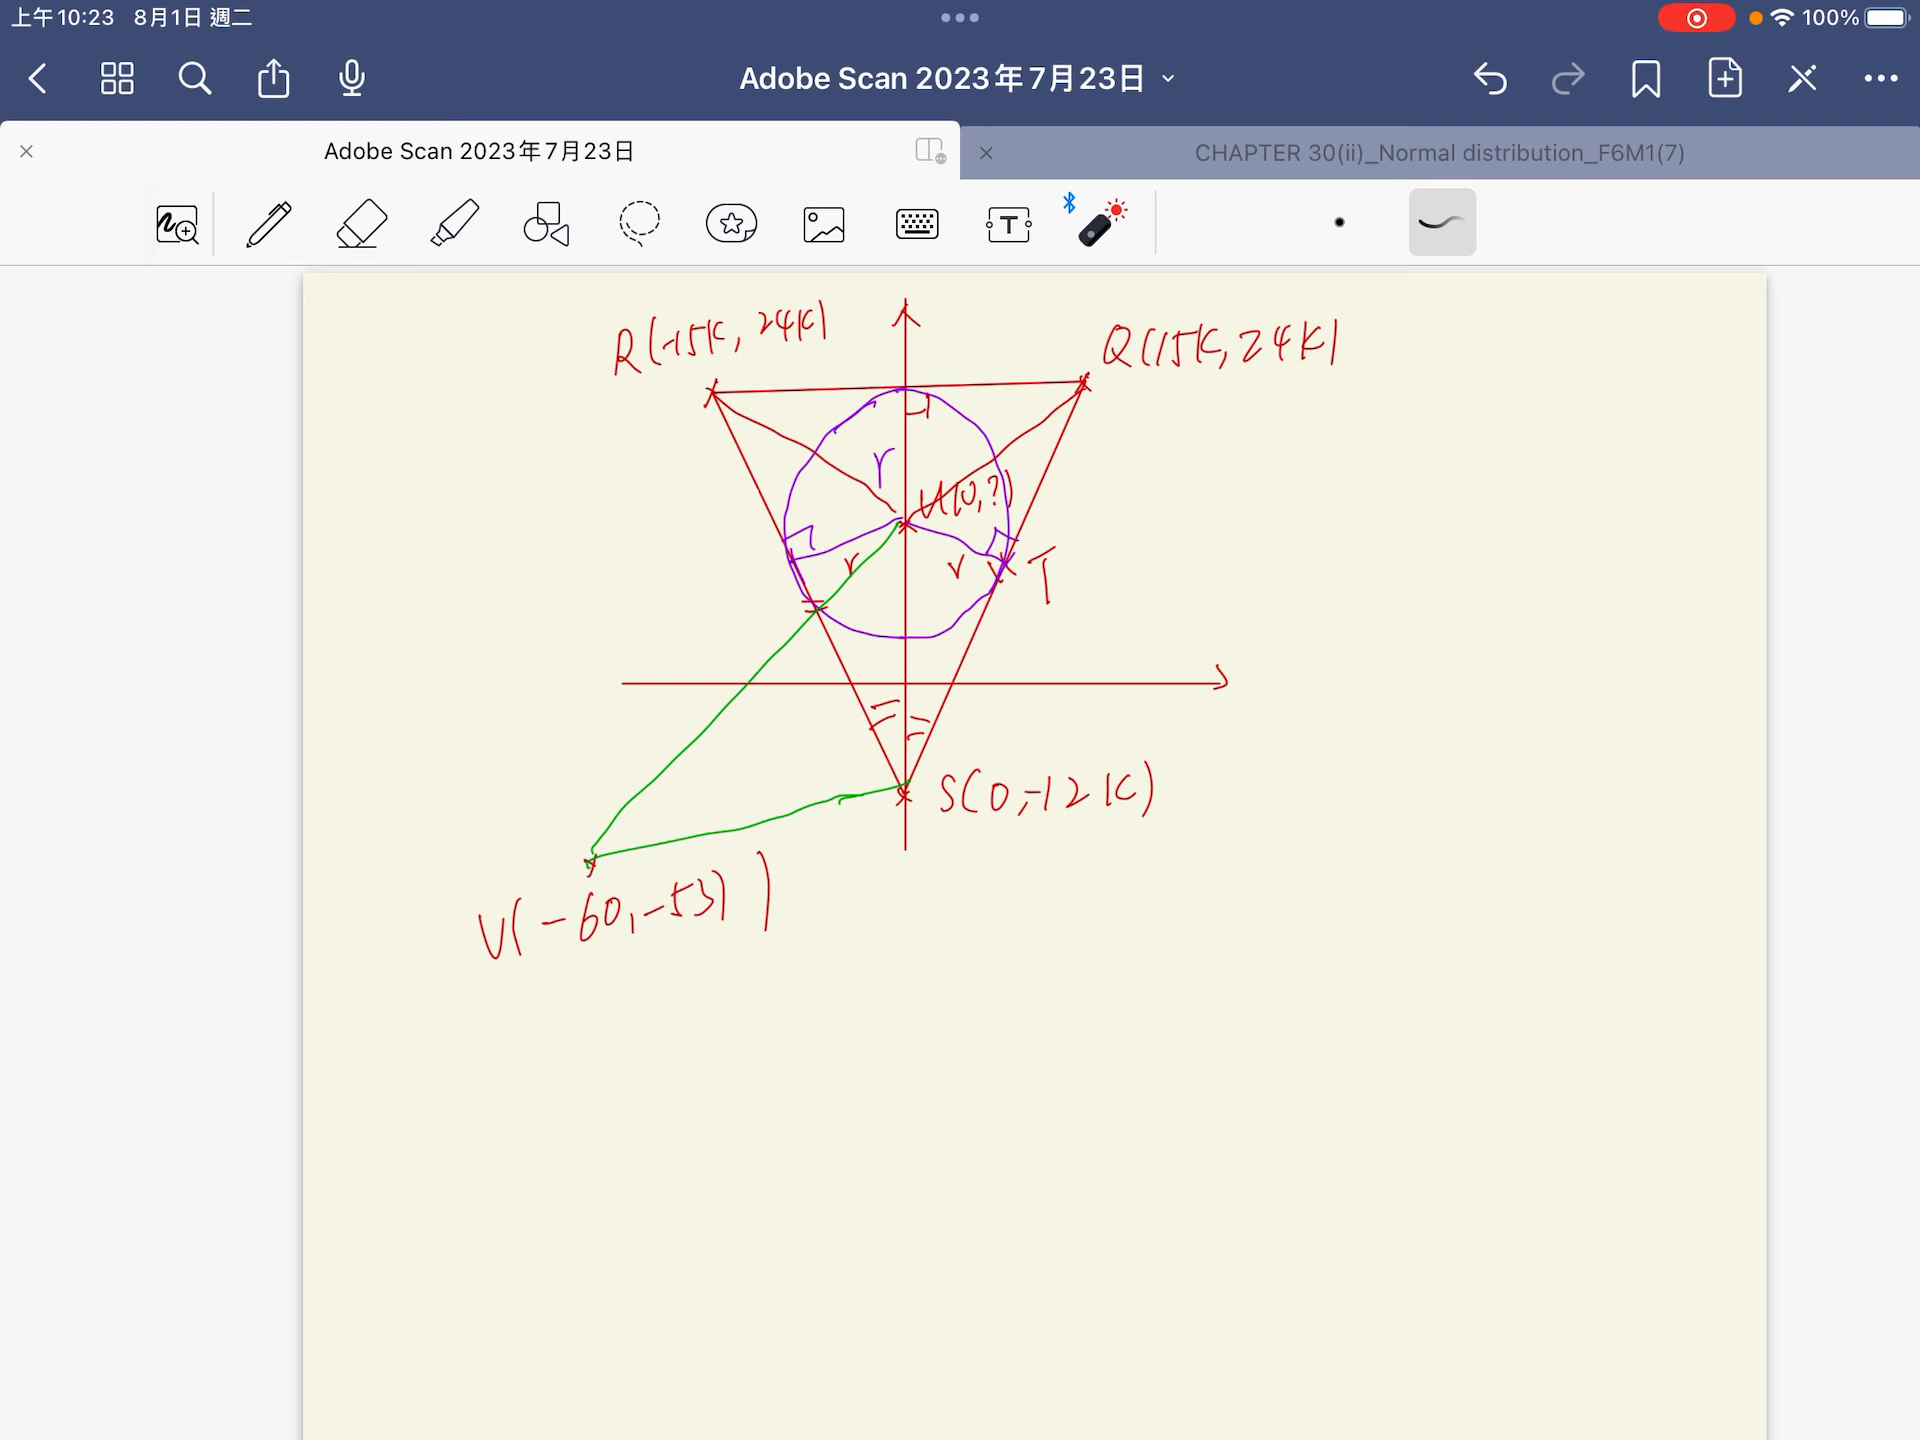 上午10:23 8月1日 週二
100%
Adobe Scan 2023年7月23日
Adobe Scan 2023年7月23日
CHAPTER 30(ii)_Normal distribution_F6M1(7)
T
R(-15K, 24K)
Q(15K, 24K)
r
U(0,?)
r
r
T
S(0,-12K)
V(-60,-53))